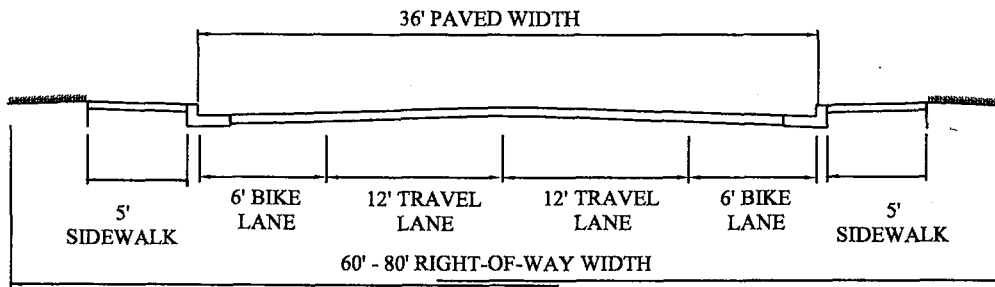 36' PAVED WIDTH
5'
SIDEWALK
6' BIKE
LANE
12' TRAVEL
LANE
12' TRAVEL
LANE
6' BIKE
LANE
5'
SIDEWALK
60' - 80' RIGHT-OF-WAY WIDTH